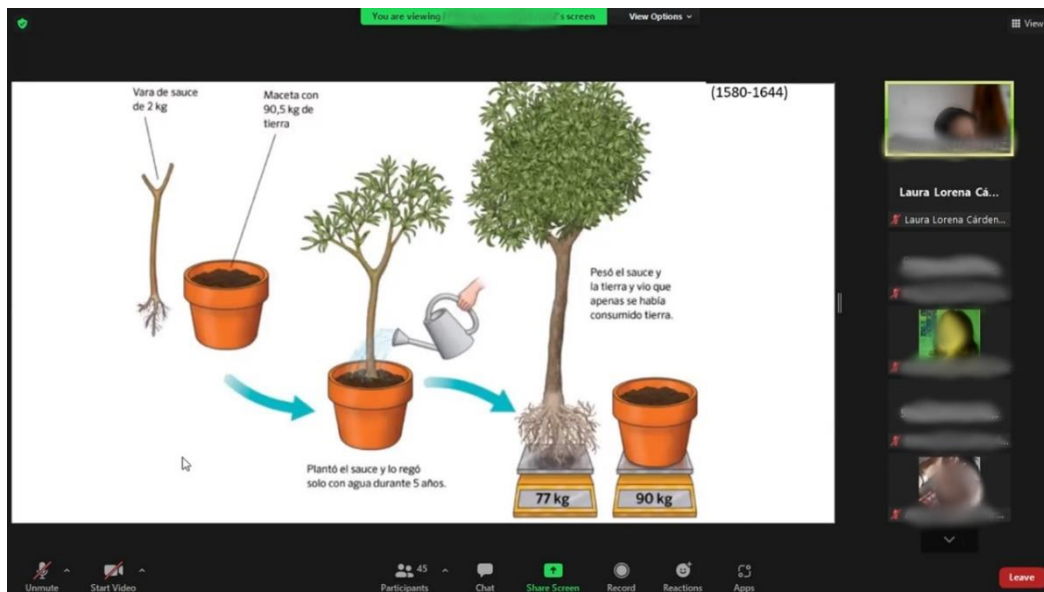 You are viewing 's screen
View Options
View
Vara de sauce
de 2 kg
Maceta con
90,5 kg de
tierra
(1580-1644)
Pesó el sauce y
la tierra y vio que
apenas se había
consumido tierra.
Plantó el sauce y lo regó
solo con agua durante 5 años.
77 kg
90 kg
Laura Lorena Cá...
Laura Lorena Cárden...
Unmute
Start Video
Participants
45
Chat
Share Screen
Record
Reactions
Apps
Leave